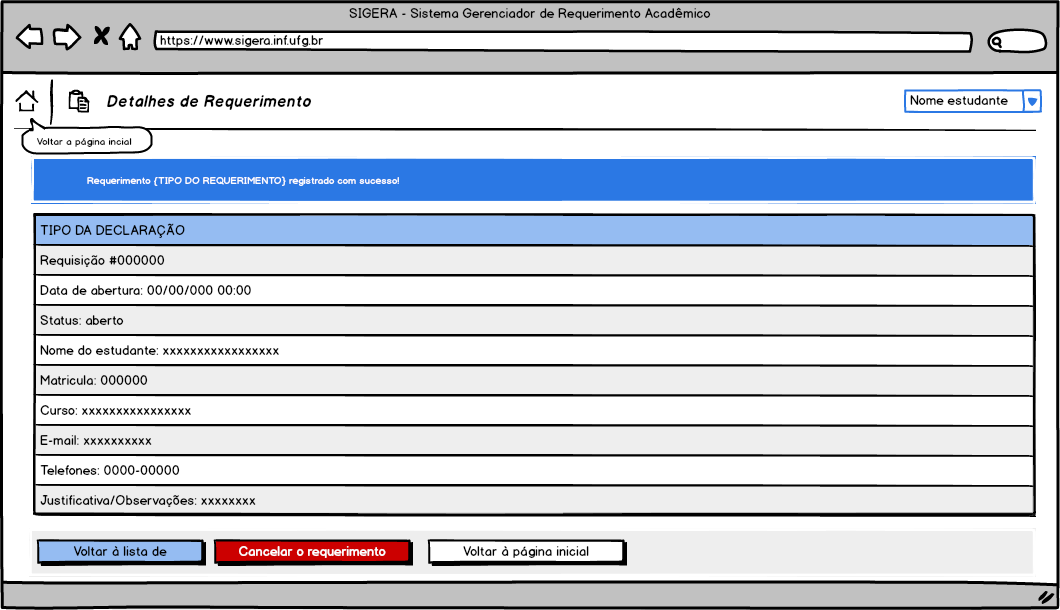 SIGERA - Sistema Gerenciador de Requerimento Acadêmico
https://www.sigera.inf.ufg.br
Detalhes de Requerimento
Nome estudante
Voltar a página incial
Requerimento {TIPO DO REQUERIMENTO} registrado com sucesso!
TIPO DA DECLARAÇÃO
Requisição #000000
Data de abertura: 00/00/000 00:00
Status: aberto
Nome do estudante: xxxxxxxxxxxxxxxxx
Matricula: 000000
Curso: xxxxxxxxxxxxxxxx
E-mail: xxxxxxxxxx
Telefones: 0000-00000
Justificativa/Observações: xxxxxxxx
Voltar à lista de
Cancelar o requerimento
Voltar à página inicial